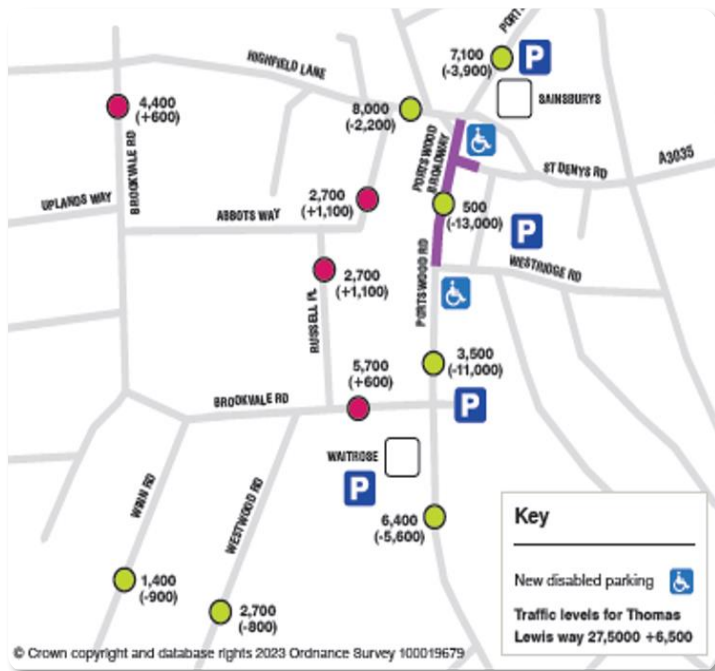 PORTS
7,100
(-3,900)
P
SAINSBURYS
HIGHFIELD LANE
4,400
(+600)
8,000
(-2,200)
BROOKVALE RD
PORTSWOOD
BROADWAY
ST DENYS RD
A3035
UPLANDS WAY
2,700
(+1,100)
ABBOTS WAY
500
(-13,000)
P
2,700
(+1,100)
PORTSWOOD RD
WESTRIDGE RD
RUSSELL PL
3,500
(-11,000)
5,700
(+600)
BROOKVALE RD
P
WAITROSE
P
WINN RD
WESTWOOD RD
6,400
(-5,600)
1,400
(-900)
2,700
(-800)
Key
New disabled parking
Traffic levels for Thomas
Lewis way 27,5000 +6,500
© Crown copyright and database rights 2023 Ordnance Survey 100019679